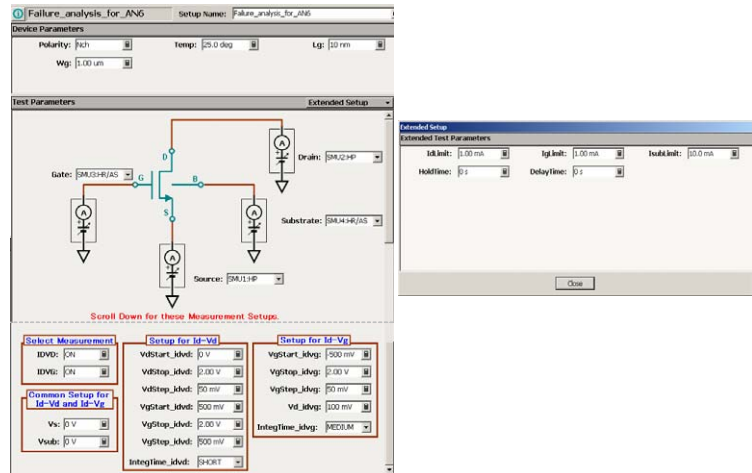 Failure_analysis_for_AN6 Setup Name: Failure_analysis_for_AN6
Device Parameters
Polarity: Nch Temp: 25.0 deg Lg: 10 nm
Wg: 1.00 um
Test Parameters Extended Setup
D
Drain: SMU2:HP
Gate: SMU3:HR/AS
G
B
A
Substrate: SMU4:HR/AS
A
A
S
A
Source: SMU1:HP
Scroll Down for these Measurement Setups.
Select Measurement
IDVD: ON
IDVG: ON
Common Setup for
Id-Vd and Id-Vg
Vs: 0 V
Vsub: 0 V
Setup for Id-Vd
VdStart_idvd: 0 V
VdStop_idvd: 2.00 V
VdStep_idvd: 50 mV
VgStart_idvd: 500 mV
VgStop_idvd: 2.00 V
VgStep_idvd: 500 mV
IntegTime_idvd: SHORT
Setup for Id-Vg
VgStart_idvg: -500 mV
VgStop_idvg: 2.00 V
VgStep_idvg: 50 mV
Vd_idvg: 100 mV
IntegTime_idvg: MEDIUM
Extended Setup
Extended Test Parameters
IdLimit: 1.00 mA IgLimit: 1.00 mA IsubLimit: 10.0 mA
HoldTime: 0 s DelayTime: 0 s
Close